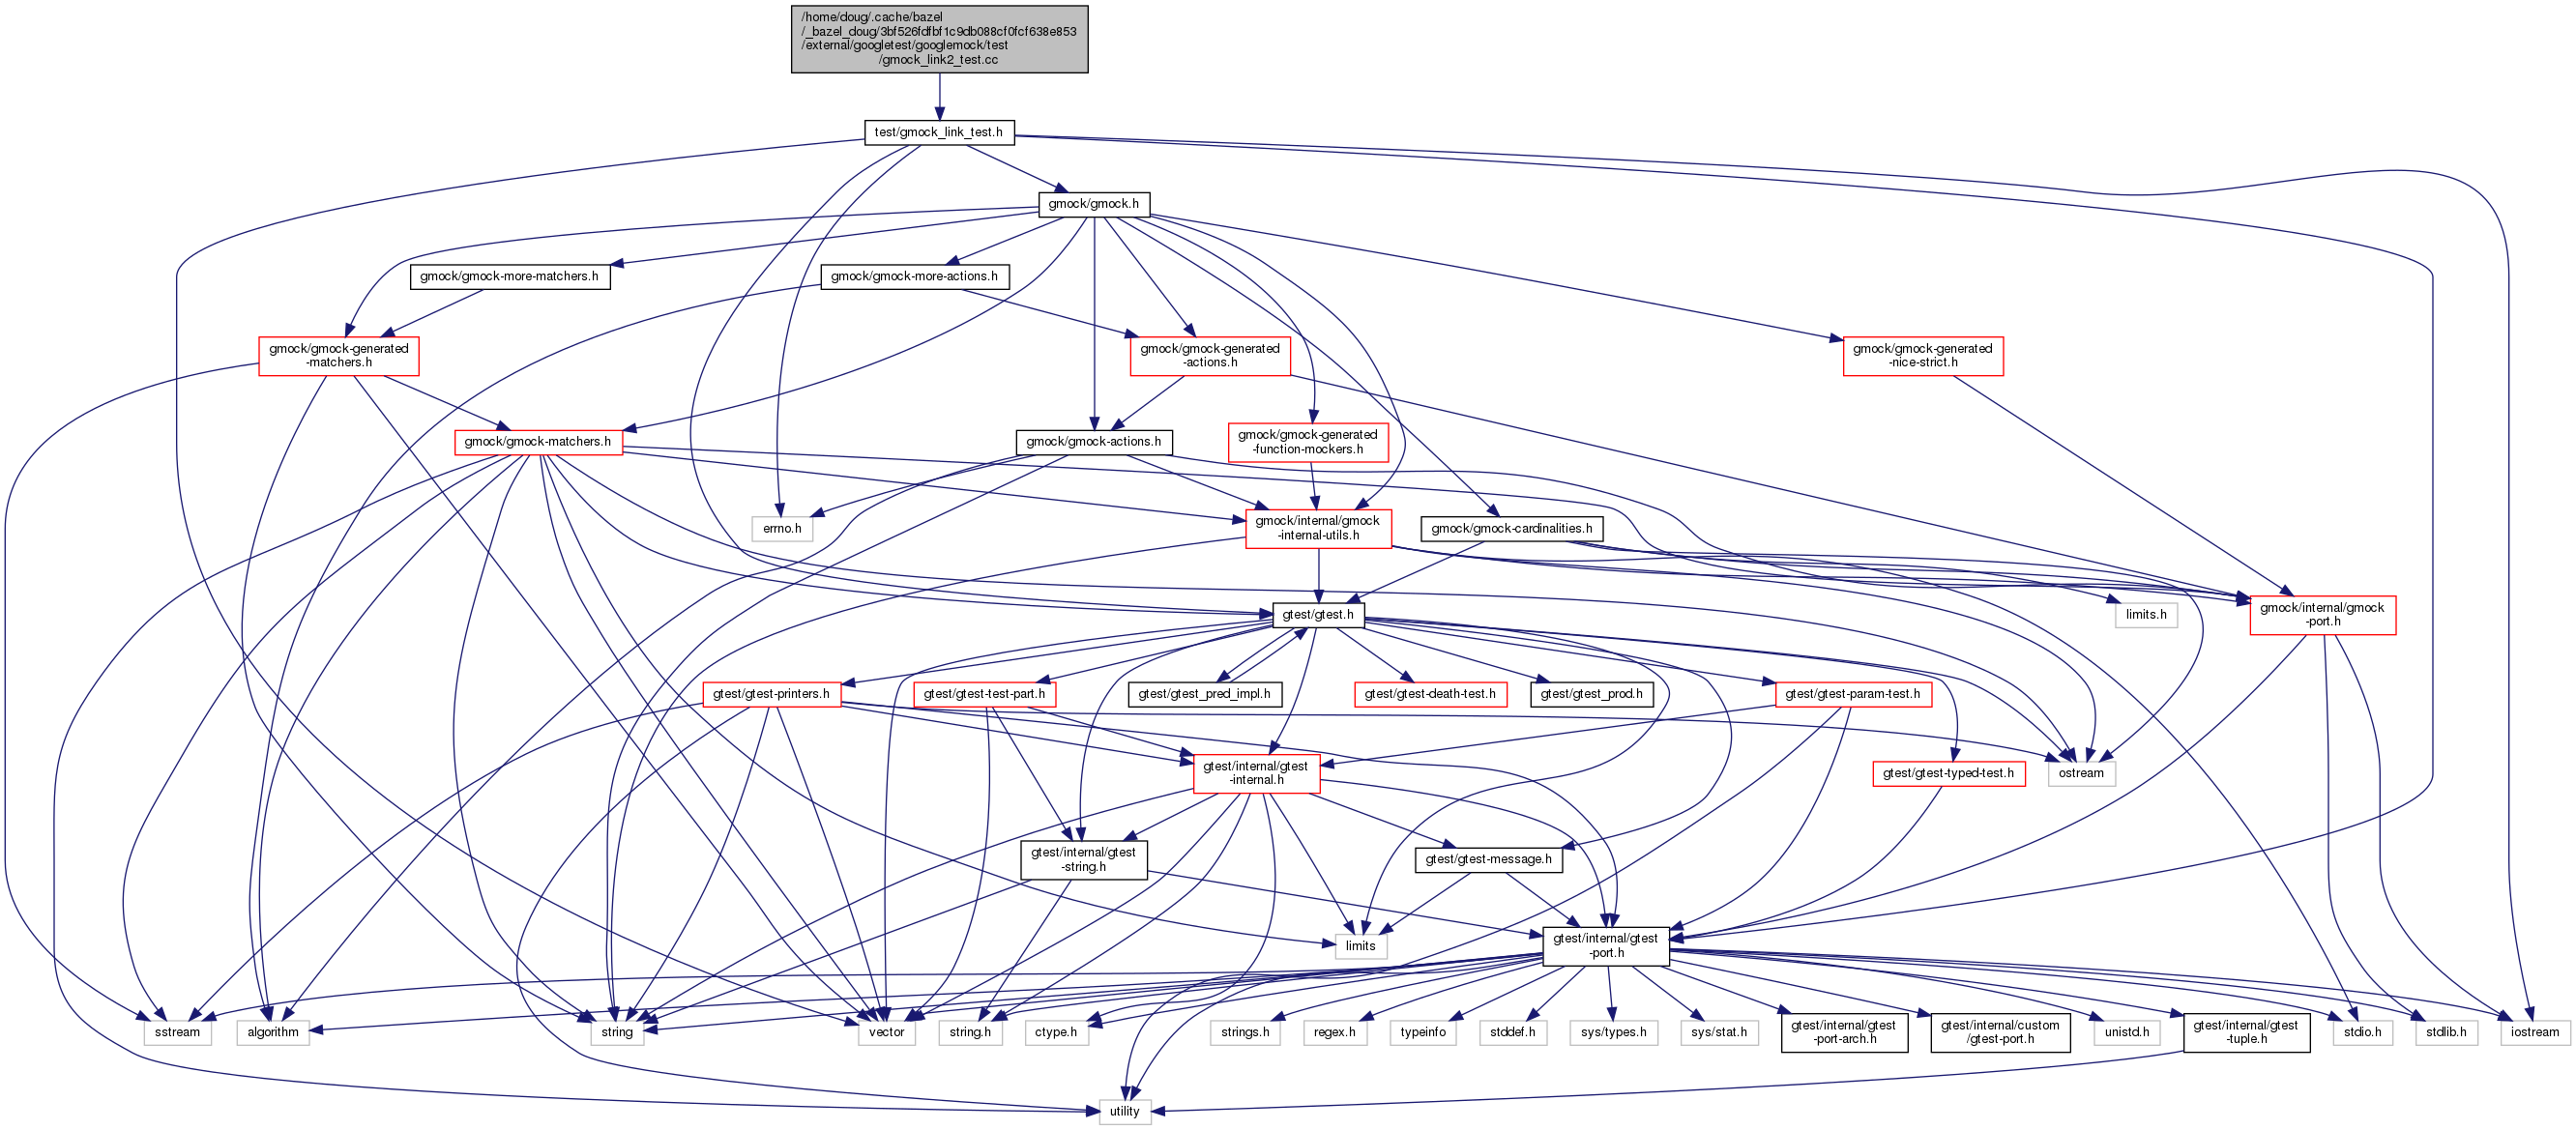 /home/doug/.cache/bazel
/_bazel_doug/3bf526fdfbf1c9db088cf0fcf638e853
/external/googletest/googlemock/test
/gmock_link2_test.cc
test/gmock_link_test.h
gmock/gmock.h
gmock/gmock-more-matchers.h
gmock/gmock-more-actions.h
gmock/gmock-generated
-matchers.h
gmock/gmock-generated
-actions.h
gmock/gmock-generated
-nice-strict.h
gmock/gmock-matchers.h
gmock/gmock-actions.h
gmock/gmock-generated
-function-mockers.h
errno.h
gmock/internal/gmock
-internal-utils.h
gmock/gmock-cardinalities.h
gtest/gtest.h
limits.h
gmock/internal/gmock
-port.h
gtest/gtest-printers.h
gtest/gtest-test-part.h
gtest/gtest_pred_impl.h
gtest/gtest-death-test.h
gtest/gtest_prod.h
gtest/gtest-param-test.h
gtest/internal/gtest
-internal.h
gtest/gtest-typed-test.h
ostream
gtest/internal/gtest
-string.h
gtest/gtest-message.h
limits
gtest/internal/gtest
-port.h
sstream
algorithm
string
vector
string.h
ctype.h
strings.h
regex.h
typeinfo
stddef.h
sys/types.h
sys/stat.h
gtest/internal/gtest
-port-arch.h
gtest/internal/custom
/gtest-port.h
unistd.h
gtest/internal/gtest
-tuple.h
stdio.h
stdlib.h
iostream
utility